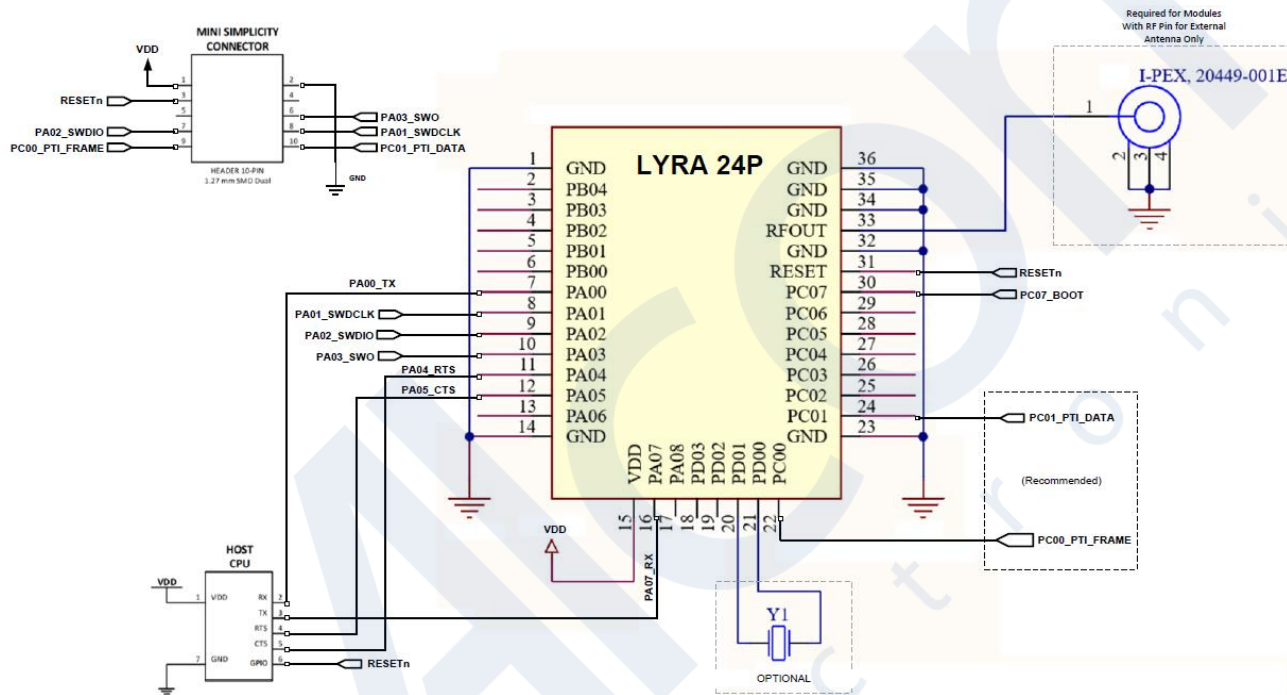 Required for Modules
With RF Pin for External
Antenna Only
I-PEX, 20449-001E
1
2
3
4
MINI SIMPLICITY
CONNECTOR
VDD
1
2
RESETn
3
4
5
6
PA03_SWO
PA02_SWDIO
7
8
PA01_SWDCLK
PC00_PTI_FRAME
9
10
PC01_PTI_DATA
HEADER 10-PIN
1.27 mm SMD Dual
GND
LYRA 24P
1 GND
2 PB04
3 PB03
4 PB02
5 PB01
6 PB00
PA00_TX
7 PA00
PA01_SWDCLK
8 PA01
PA02_SWDIO
9 PA02
PA03_SWO
10 PA03
PA04_RTS
11 PA04
PA05_CTS
12 PA05
13 PA06
14 GND
GND 36
GND 35
GND 34
RFOUT 33
GND 32
RESET 31
RESETn
PC07 30
PC07_BOOT
PC06 29
PC05 28
PC04 27
PC03 26
PC02 25
PC01 24
PC01_PTI_DATA
GND 23
(Recommended)
PC00_PTI_FRAME
VDD 15
PA07 16
PA08 17
PD03 18
PD02 19
PD01 20
PD00 21
PC00 22
VDD
PA07_RX
Y1
OPTIONAL
HOST
CPU
VDD
1 VDD
RX 2
TX 3
RTS 4
CTS 5
7 GND
GPIO 6
RESETn